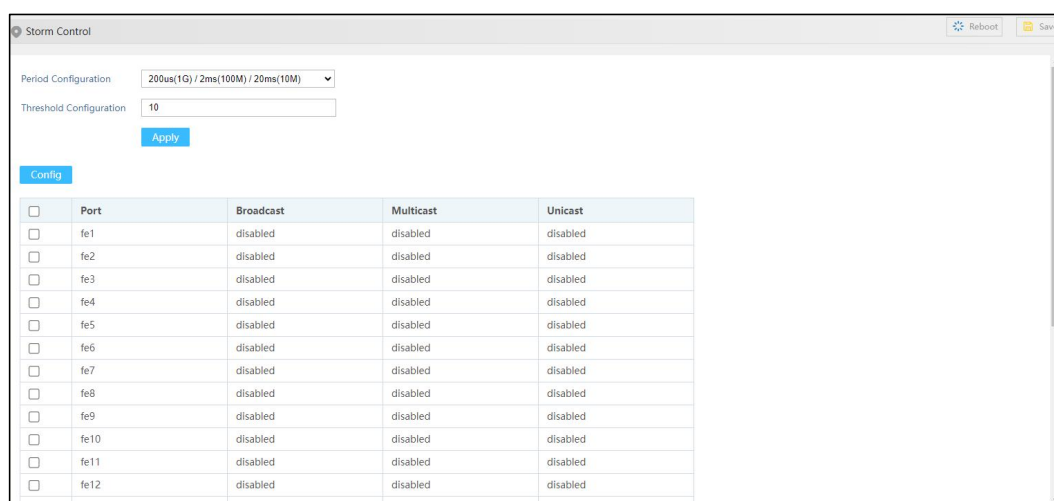 Storm Control
Reboot
Save
Period Configuration 200us(1G) / 2ms(100M) / 20ms(10M)
Threshold Configuration 10
Apply
Config
Port Broadcast Multicast Unicast
fe1 disabled disabled disabled
fe2 disabled disabled disabled
fe3 disabled disabled disabled
fe4 disabled disabled disabled
fe5 disabled disabled disabled
fe6 disabled disabled disabled
fe7 disabled disabled disabled
fe8 disabled disabled disabled
fe9 disabled disabled disabled
fe10 disabled disabled disabled
fe11 disabled disabled disabled
fe12 disabled disabled disabled